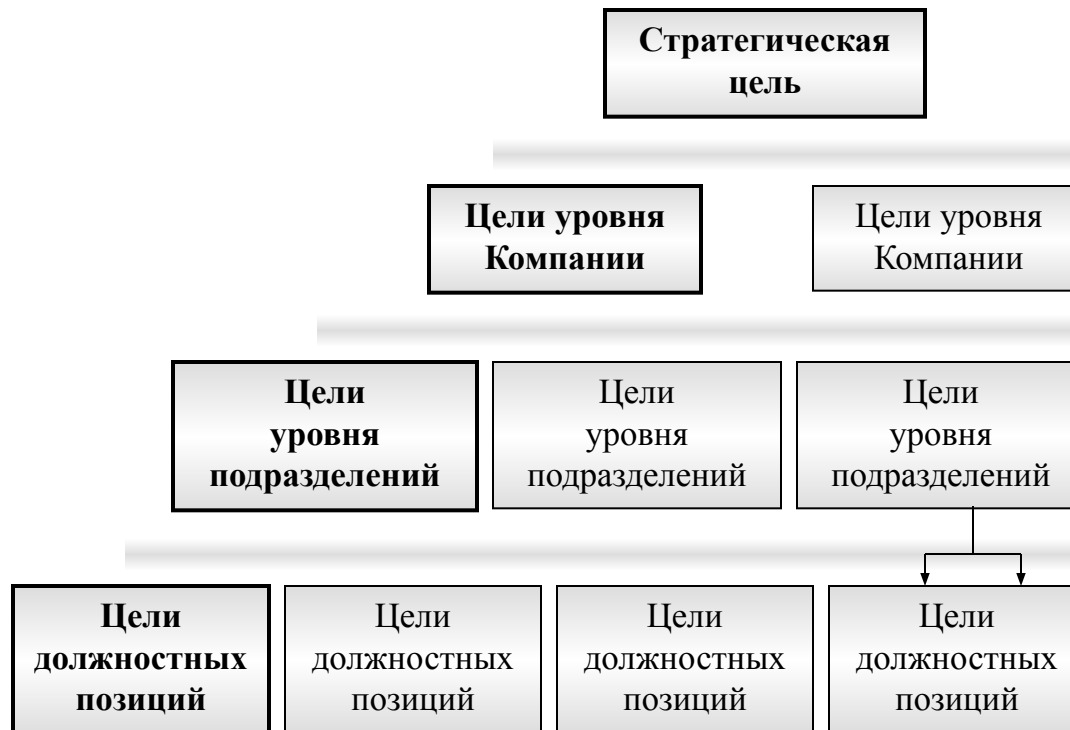 Стратегическая
цель
Цели уровня
Компании
Цели уровня
Компании
Цели
уровня
подразделений
Цели
уровня
подразделений
Цели
уровня
подразделений
Цели
должностных
позиций
Цели
должностных
позиций
Цели
должностных
позиций
Цели
должностных
позиций